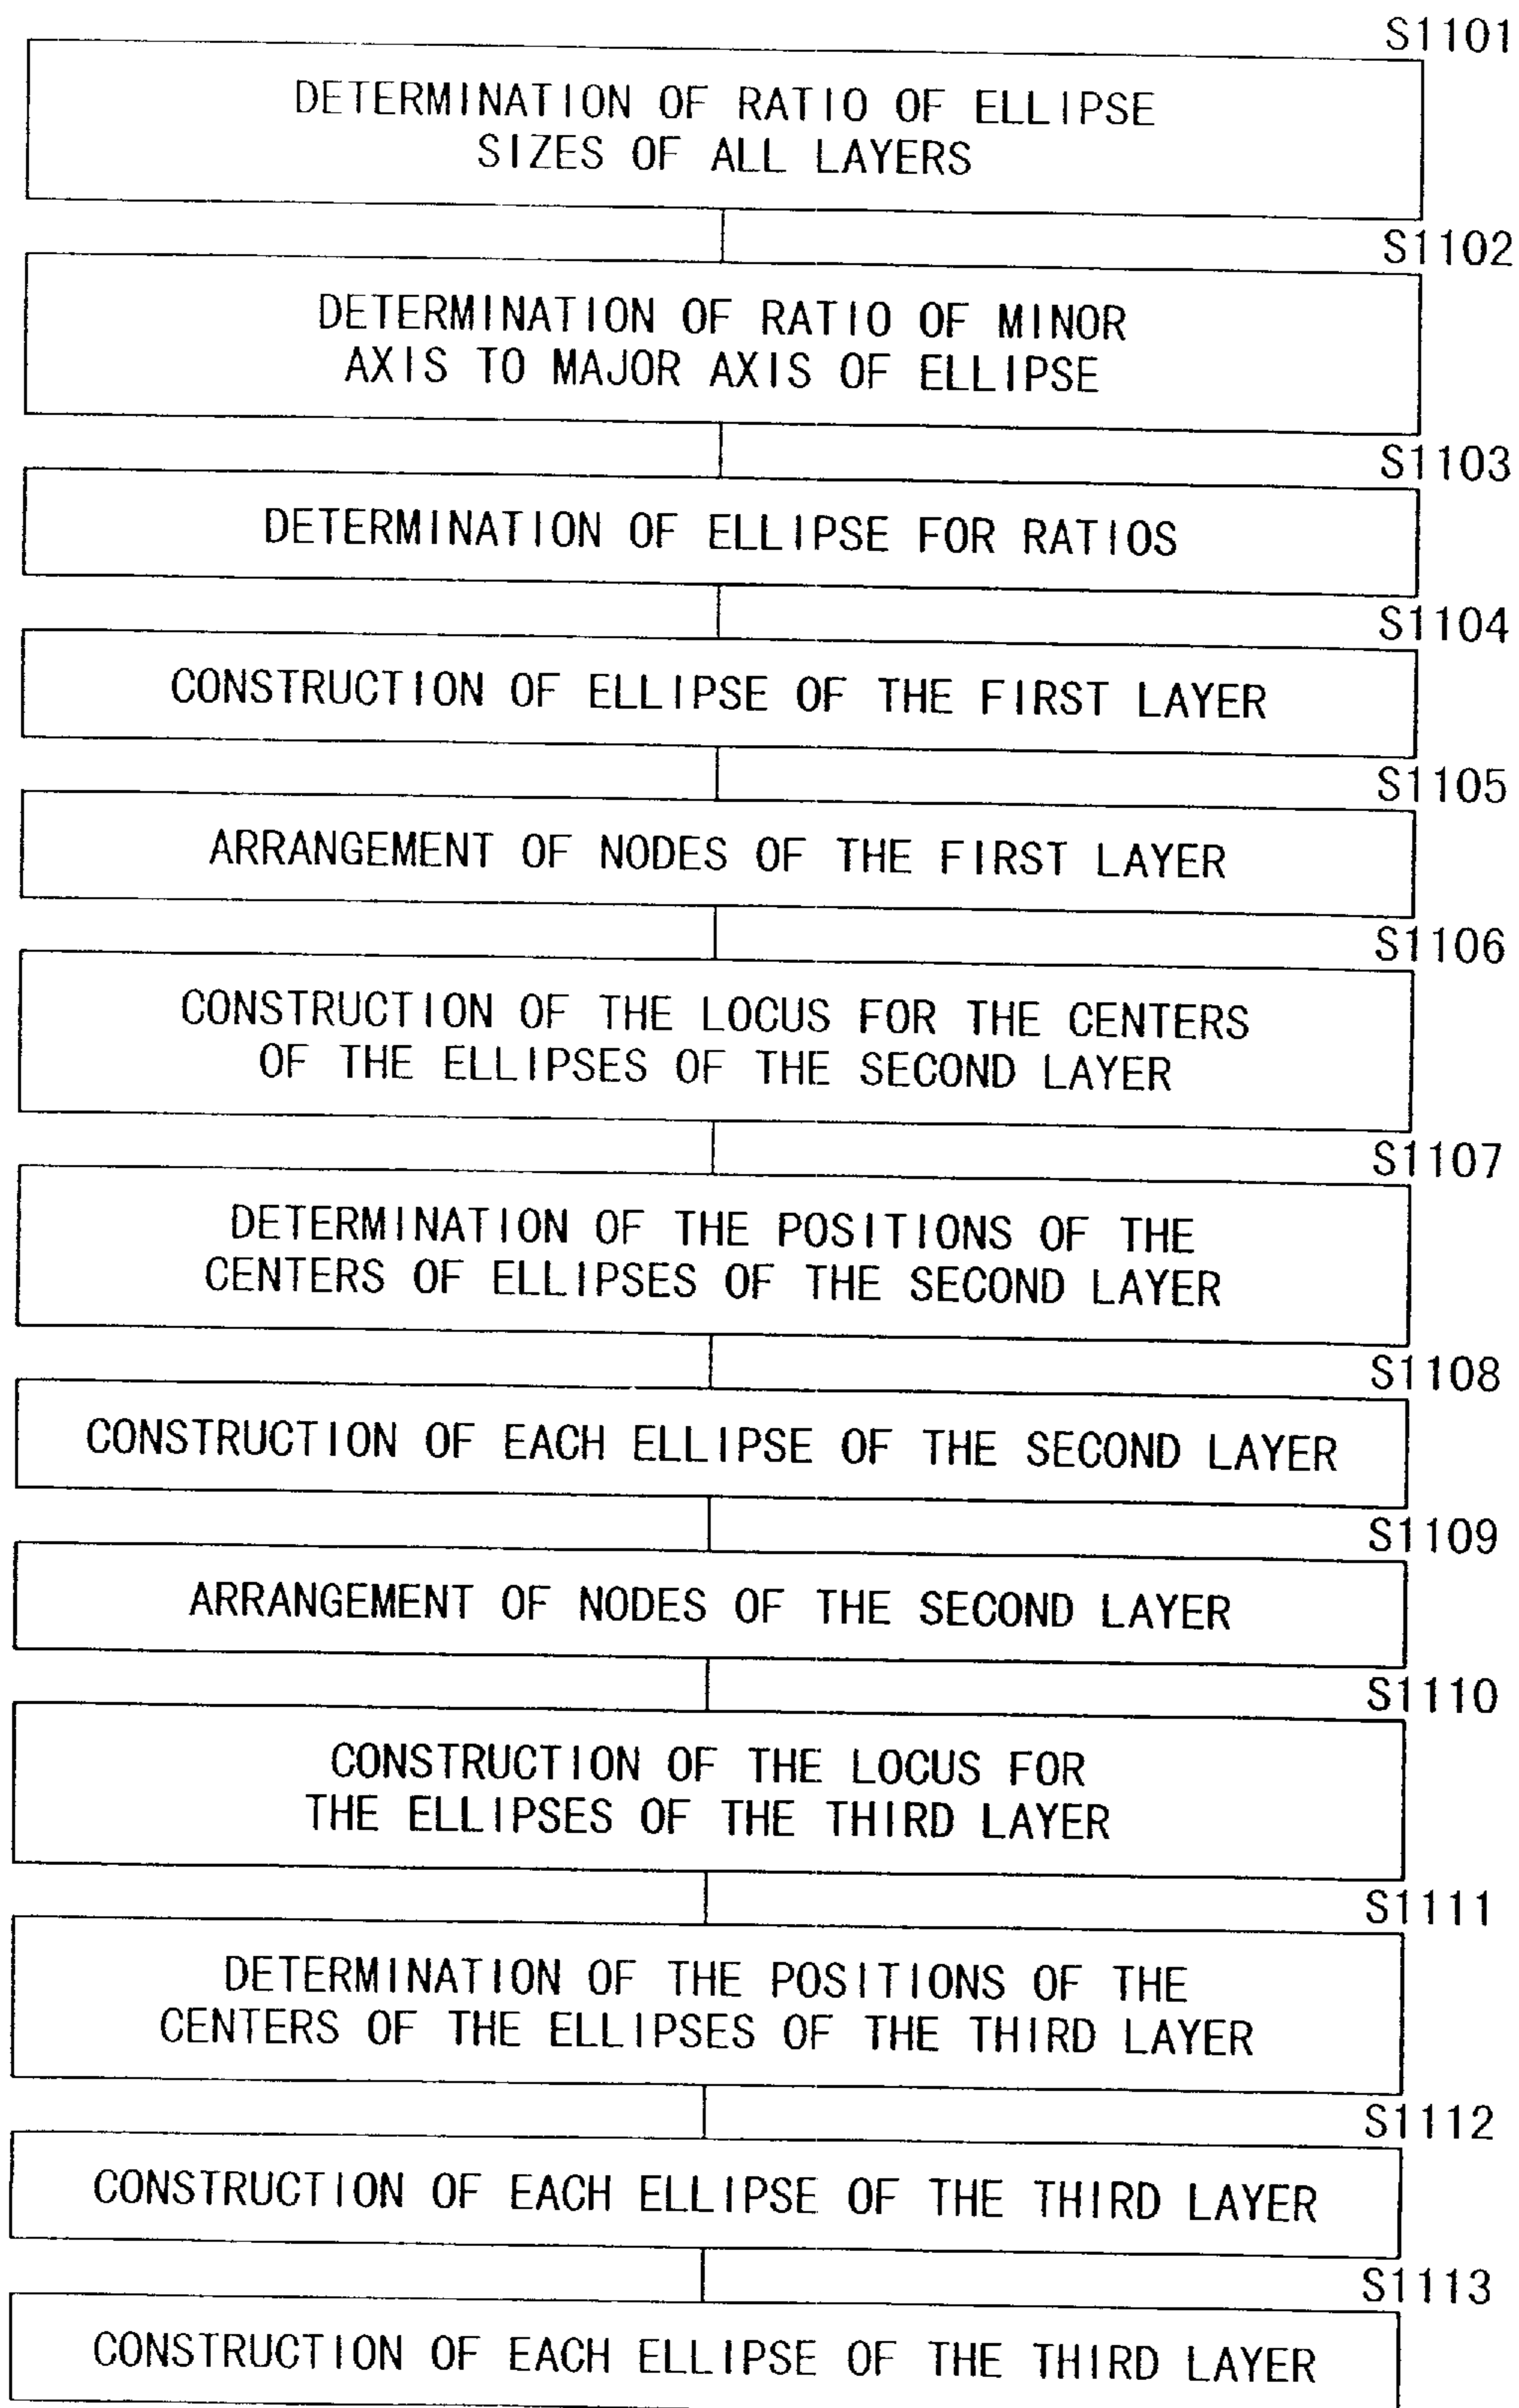 S1101
DETERMINATION OF RATIO OF ELLIPSE
SIZES OF ALL LAYERS
S1102
DETERMINATION OF RATIO OF MINOR
AXIS TO MAJOR AXIS OF ELLIPSE
S1103
DETERMINATION OF ELLIPSE FOR RATIOS
S1104
CONSTRUCTION OF ELLIPSE OF THE FIRST LAYER
S1105
ARRANGEMENT OF NODES OF THE FIRST LAYER
S1106
CONSTRUCTION OF THE LOCUS FOR THE CENTERS
OF THE ELLIPSES OF THE SECOND LAYER
S1107
DETERMINATION OF THE POSITIONS OF THE
CENTERS OF ELLIPSES OF THE SECOND LAYER
S1108
CONSTRUCTION OF EACH ELLIPSE OF THE SECOND LAYER
S1109
ARRANGEMENT OF NODES OF THE SECOND LAYER
S1110
CONSTRUCTION OF THE LOCUS FOR
THE ELLIPSES OF THE THIRD LAYER
S1111
DETERMINATION OF THE POSITIONS OF THE
CENTERS OF THE ELLIPSES OF THE THIRD LAYER
S1112
CONSTRUCTION OF EACH ELLIPSE OF THE THIRD LAYER
S1113
CONSTRUCTION OF EACH ELLIPSE OF THE THIRD LAYER